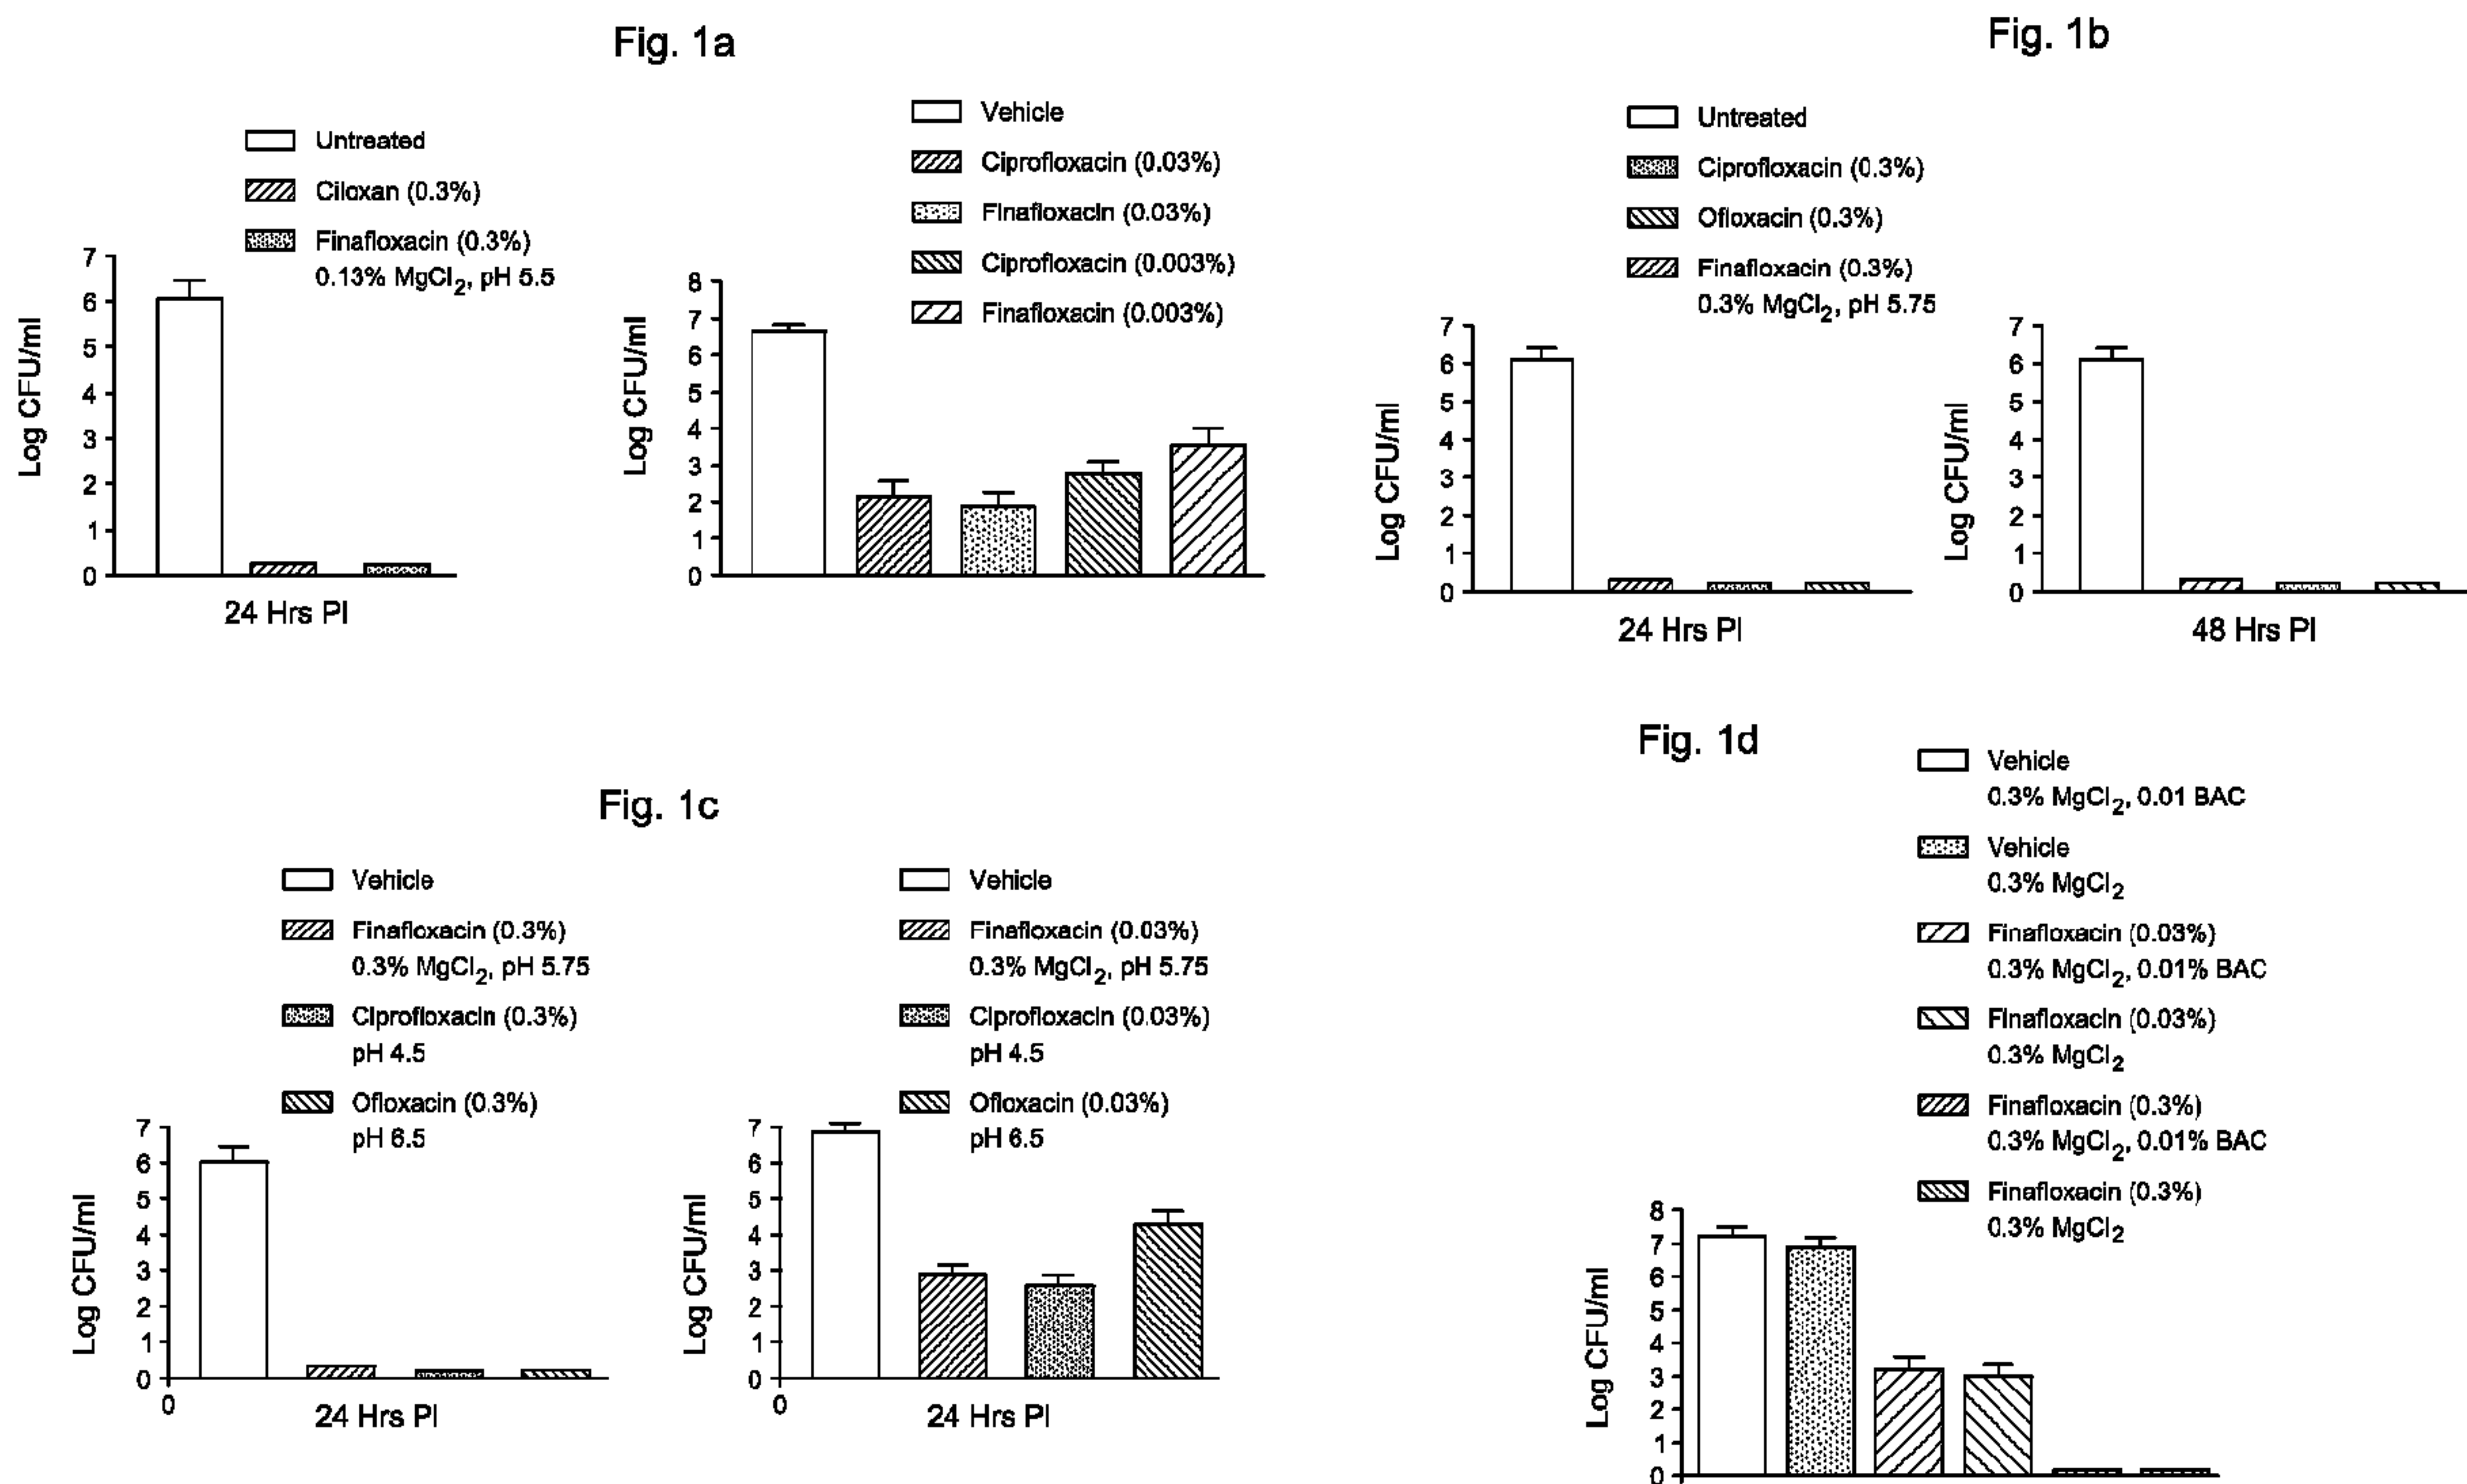 Fig. 1a
Untreated
Ciloxan (0.3%)
Finafloxacin (0.3%)
0.13% MgCl₂, pH 5.5
7
6
5
4
3
2
1
0
Log CFU/ml
24 Hrs PI
Vehicle
Ciprofloxacin (0.03%)
Finafloxacin (0.03%)
Ciprofloxacin (0.003%)
Finafloxacin (0.003%)
8
7
6
5
4
3
2
1
0
Log CFU/ml
Fig. 1b
Untreated
Ciprofloxacin (0.3%)
Ofloxacin (0.3%)
Finafloxacin (0.3%)
0.3% MgCl₂, pH 5.75
7
6
5
4
3
2
1
0
Log CFU/ml
24 Hrs PI
7
6
5
4
3
2
1
0
Log CFU/ml
48 Hrs PI
Fig. 1c
Vehicle
Finafloxacin (0.3%)
0.3% MgCl₂, pH 5.75
Ciprofloxacin (0.3%)
pH 4.5
Ofloxacin (0.3%)
pH 6.5
7
6
5
4
3
2
1
0
0
Log CFU/ml
24 Hrs PI
Vehicle
Finafloxacin (0.03%)
0.3% MgCl₂, pH 5.75
Ciprofloxacin (0.03%)
pH 4.5
Ofloxacin (0.03%)
pH 6.5
7
6
5
4
3
2
1
0
0
Log CFU/ml
24 Hrs PI
Fig. 1d
Vehicle
0.3% MgCl₂, 0.01 BAC
Vehicle
0.3% MgCl₂
Finafloxacin (0.03%)
0.3% MgCl₂, 0.01% BAC
Finafloxacin (0.03%)
0.3% MgCl₂
Finafloxacin (0.3%)
0.3% MgCl₂, 0.01% BAC
Finafloxacin (0.3%)
0.3% MgCl₂
8
7
6
5
4
3
2
1
0
Log CFU/ml